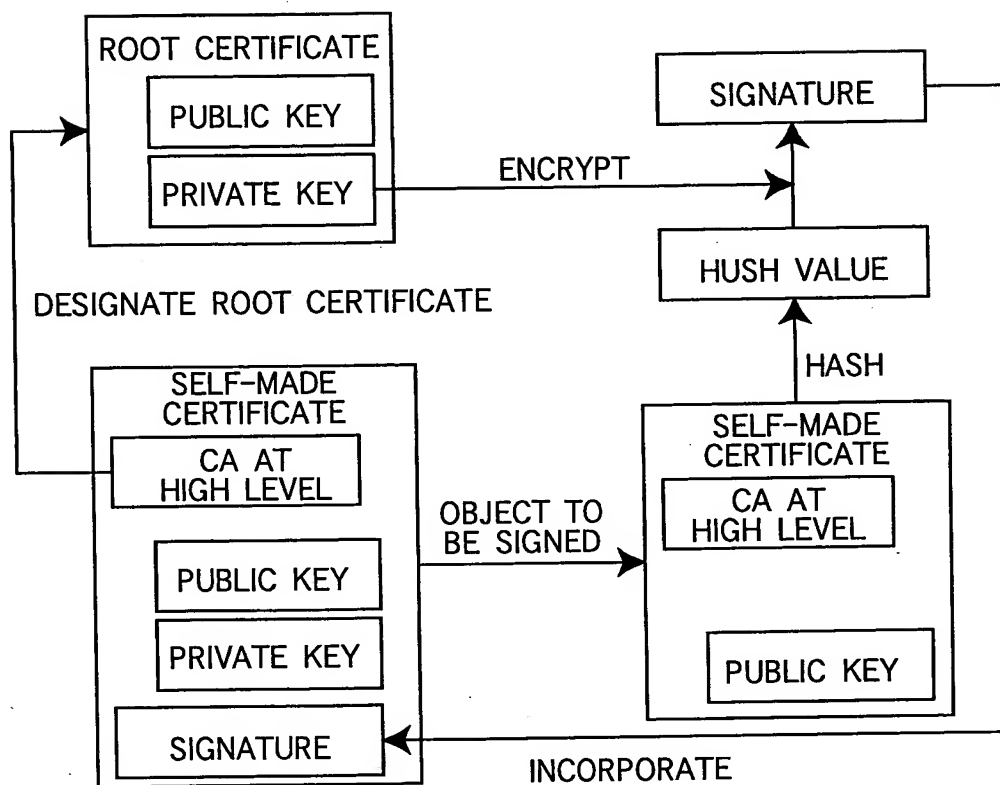 ROOT CERTIFICATE
PUBLIC KEY
PRIVATE KEY
SIGNATURE
ENCRYPT
HUSH VALUE
DESIGNATE ROOT CERTIFICATE
HASH
SELF-MADE
CERTIFICATE
CA AT
HIGH LEVEL
PUBLIC KEY
PRIVATE KEY
SIGNATURE
OBJECT TO
BE SIGNED
SELF-MADE
CERTIFICATE
CA AT
HIGH LEVEL
PUBLIC KEY
INCORPORATE